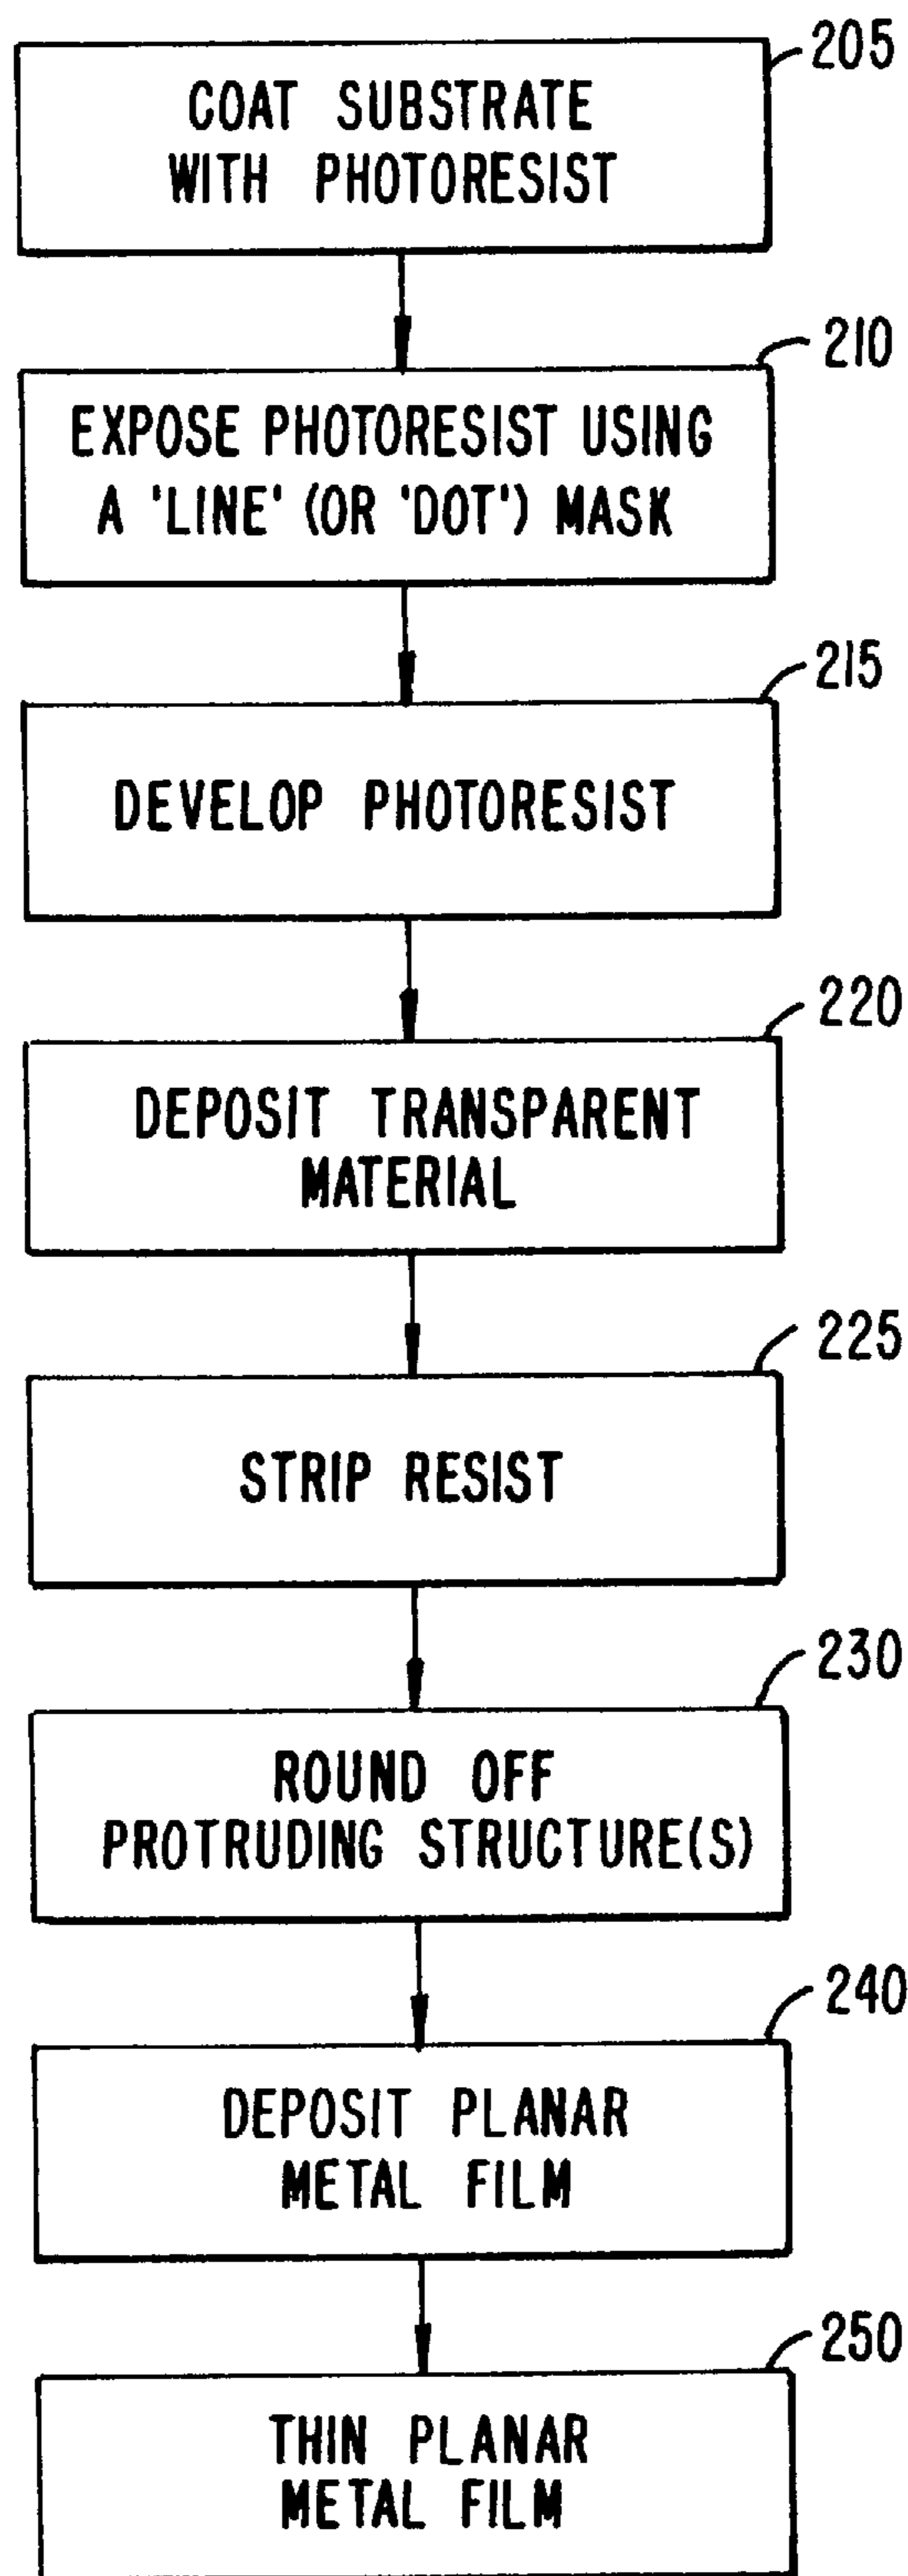 205
COAT SUBSTRATE
WITH PHOTORESIST
210
EXPOSE PHOTORESIST USING
A 'LINE' (OR 'DOT') MASK
215
DEVELOP PHOTORESIST
220
DEPOSIT TRANSPARENT
MATERIAL
225
STRIP RESIST
230
ROUND OFF
PROTRUDING STRUCTURE(S)
240
DEPOSIT PLANAR
METAL FILM
250
THIN PLANAR
METAL FILM